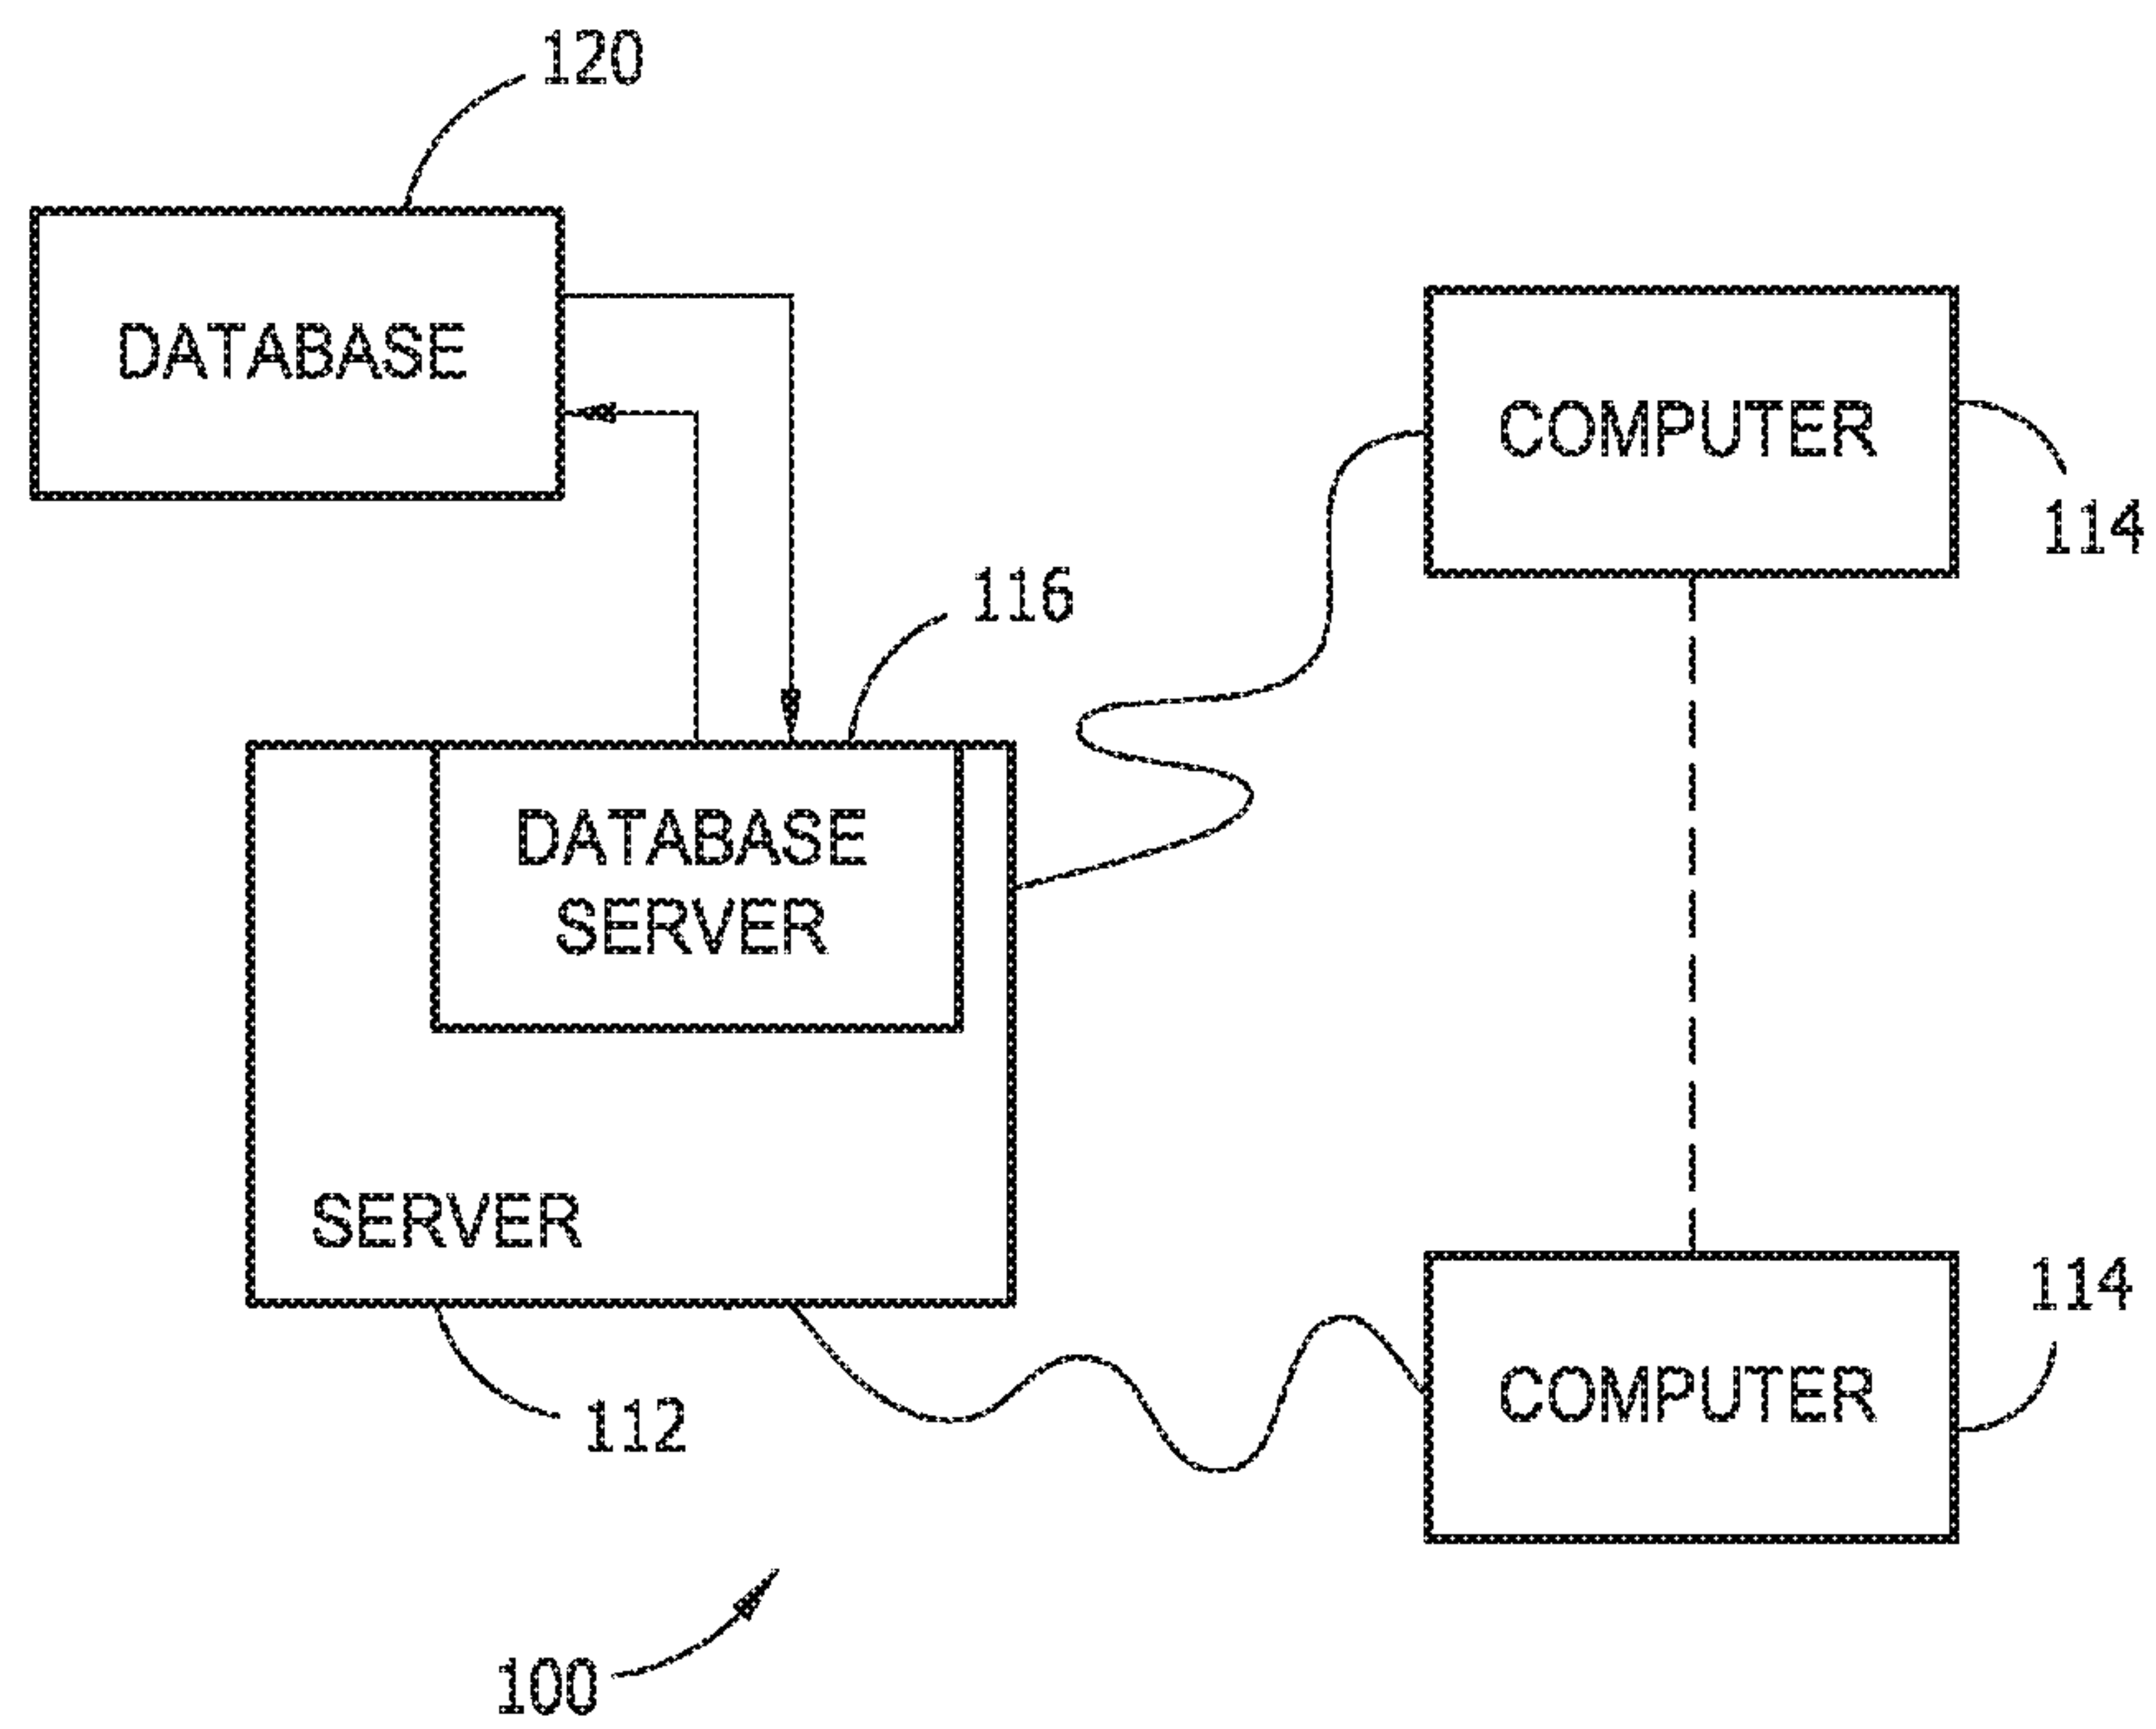 120
DATABASE
COMPUTER
114
116
DATABASE
SERVER
SERVER
114
COMPUTER
112
100